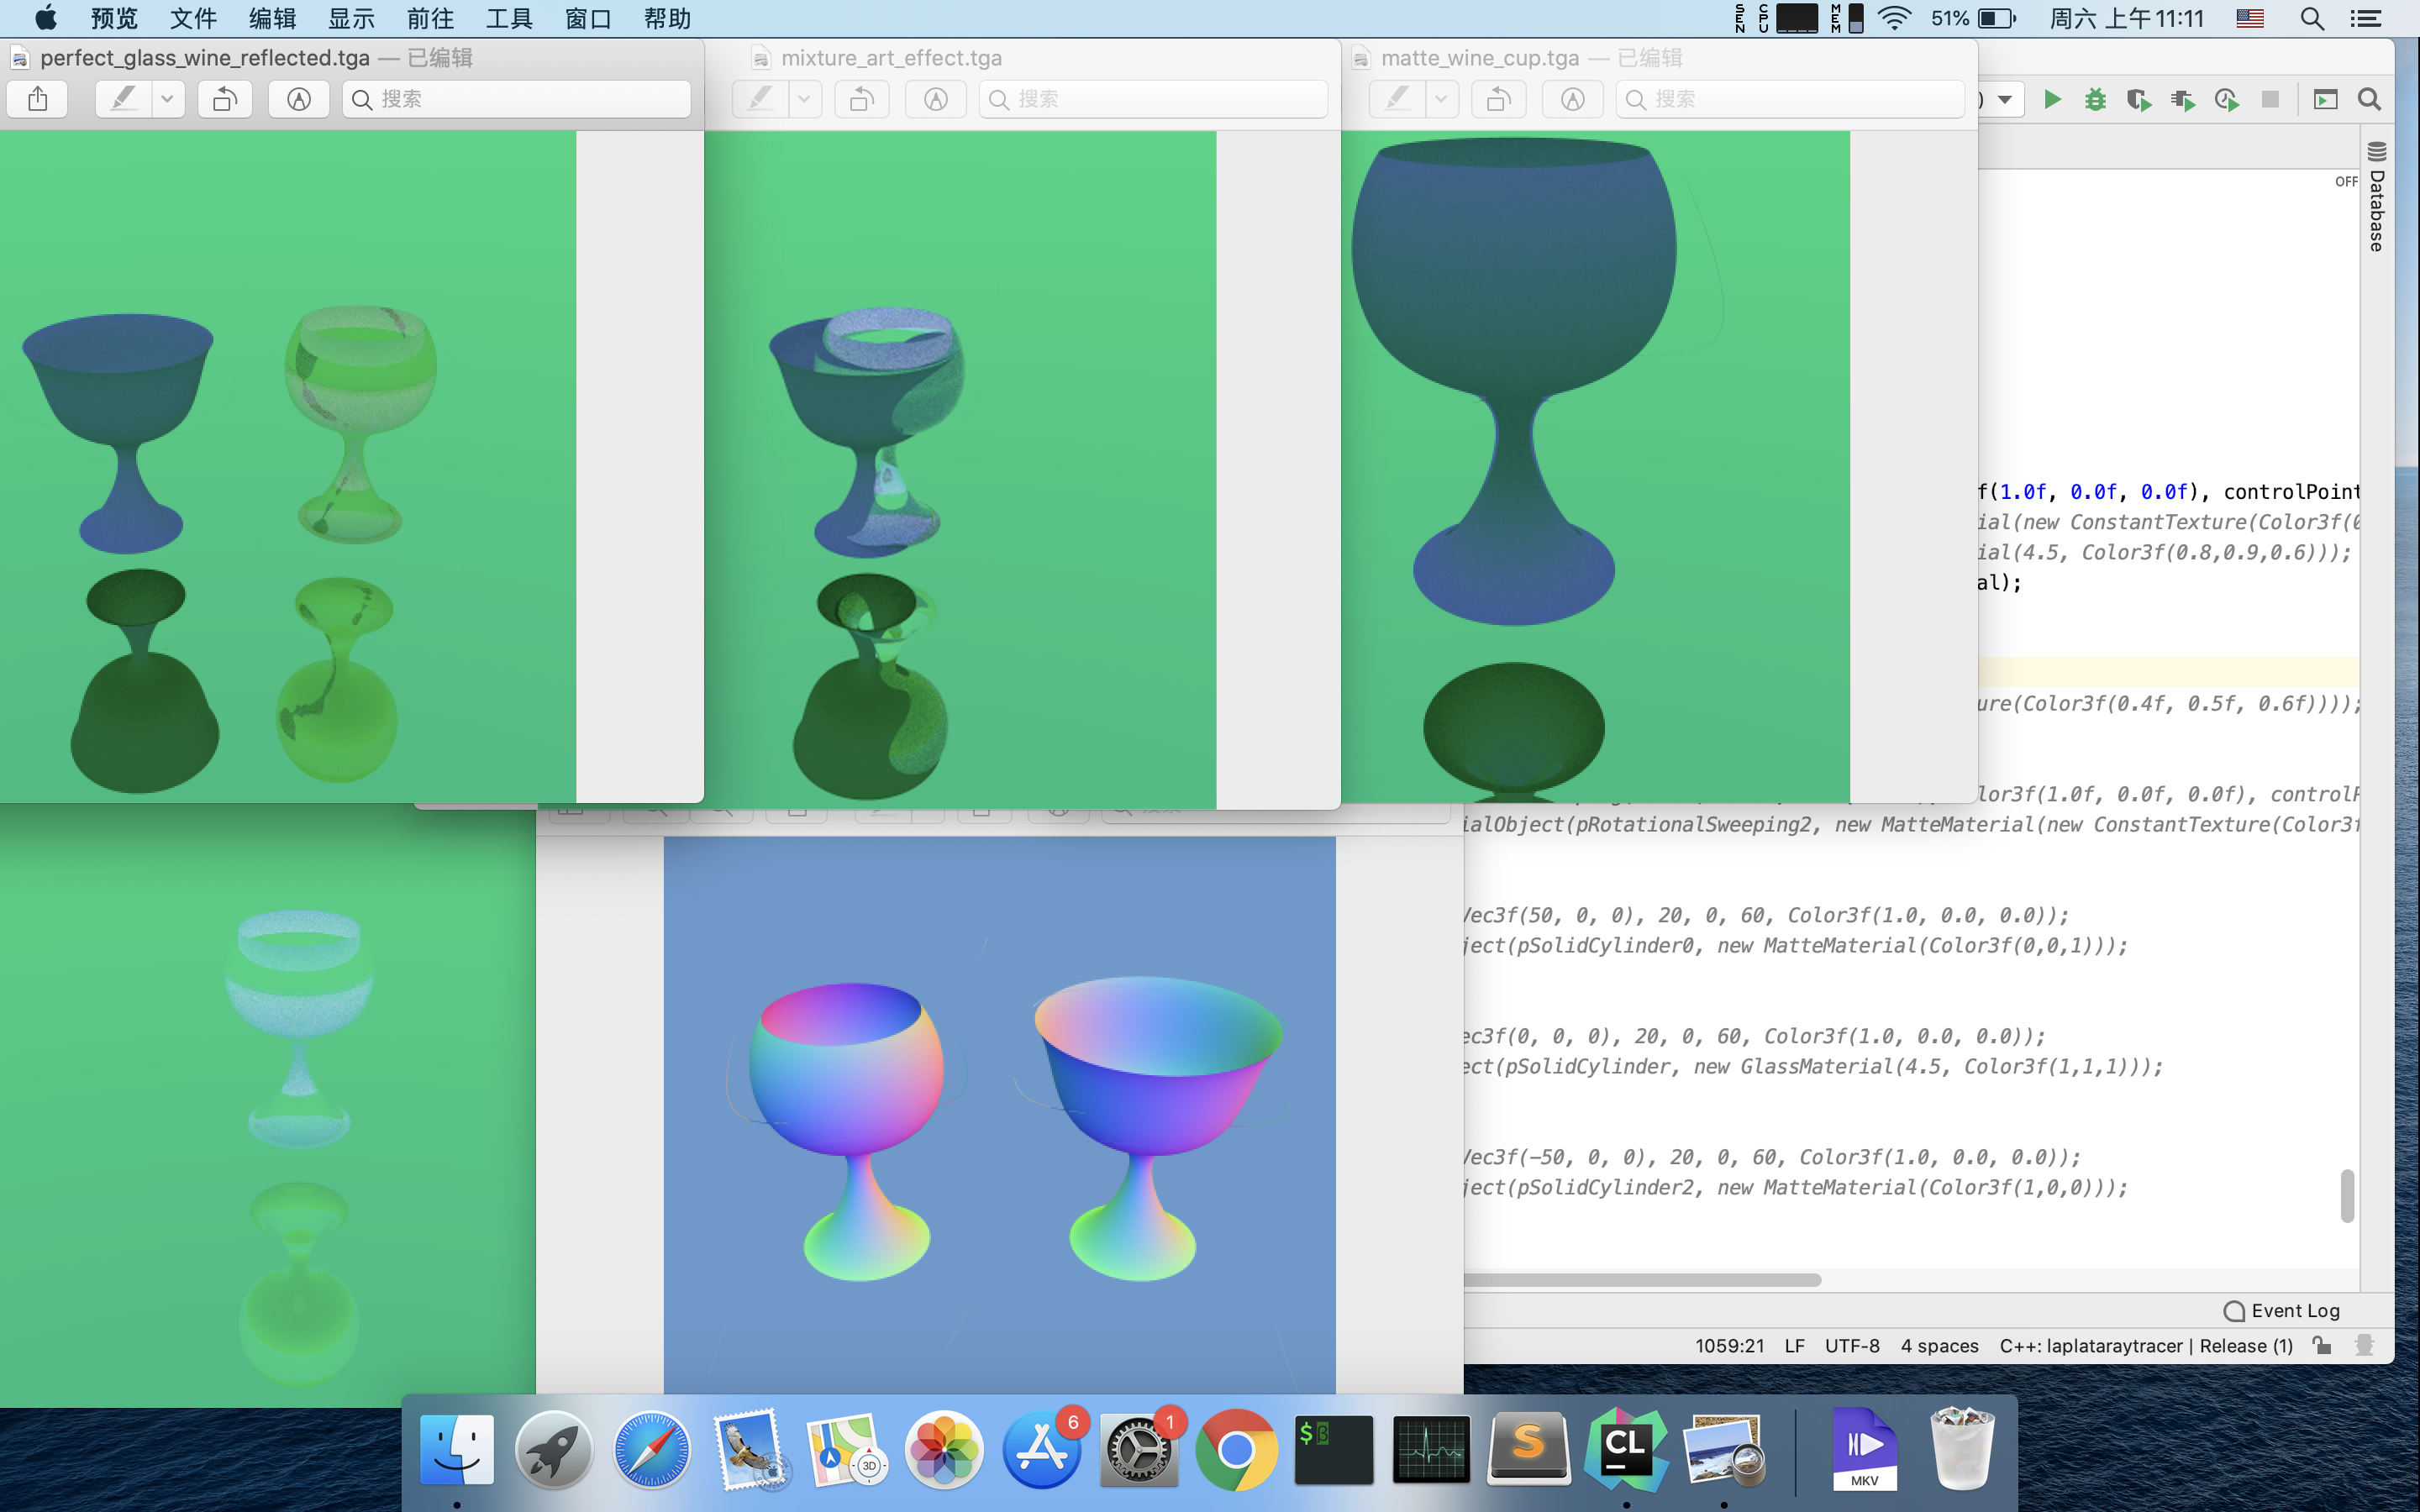 预览 文件 编辑 显示 前往 工具 窗口 帮助 SEN CPU MEM 51% 周六 上午11:11
perfect_glass_wine_reflected.tga — 已编辑
mixture_art_effect.tga
matte_wine_cup.tga — 已编辑
搜索
搜索
搜索
)
Database
OFF
f(1.0f, 0.0f, 0.0f), controlPoint
ial(new ConstantTexture(Color3f(0
ial(4.5, Color3f(0.8,0.9,0.6)));
al);
ure(Color3f(0.4f, 0.5f, 0.6f))));
lor3f(1.0f, 0.0f, 0.0f), controlP
ialObject(pRotationalSweeping2, new MatteMaterial(new ConstantTexture(Color3f
Vec3f(50, 0, 0), 20, 0, 60, Color3f(1.0, 0.0, 0.0));
ject(pSolidCylinder0, new MatteMaterial(Color3f(0,0,1)));
ec3f(0, 0, 0), 20, 0, 60, Color3f(1.0, 0.0, 0.0));
ect(pSolidCylinder, new GlassMaterial(4.5, Color3f(1,1,1)));
Vec3f(-50, 0, 0), 20, 0, 60, Color3f(1.0, 0.0, 0.0));
ject(pSolidCylinder2, new MatteMaterial(Color3f(1,0,0)));
Event Log
1059:21 LF UTF-8 4 spaces C++: laplataraytracer | Release (1)
6
1
3D
$
S
CL
MKV